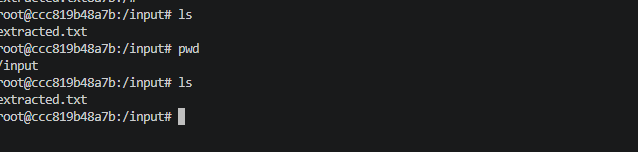 root@ccc819b48a7b:/input# ls
extracted.txt
root@ccc819b48a7b:/input# pwd
/input
root@ccc819b48a7b:/input# ls
extracted.txt
root@ccc819b48a7b:/input#